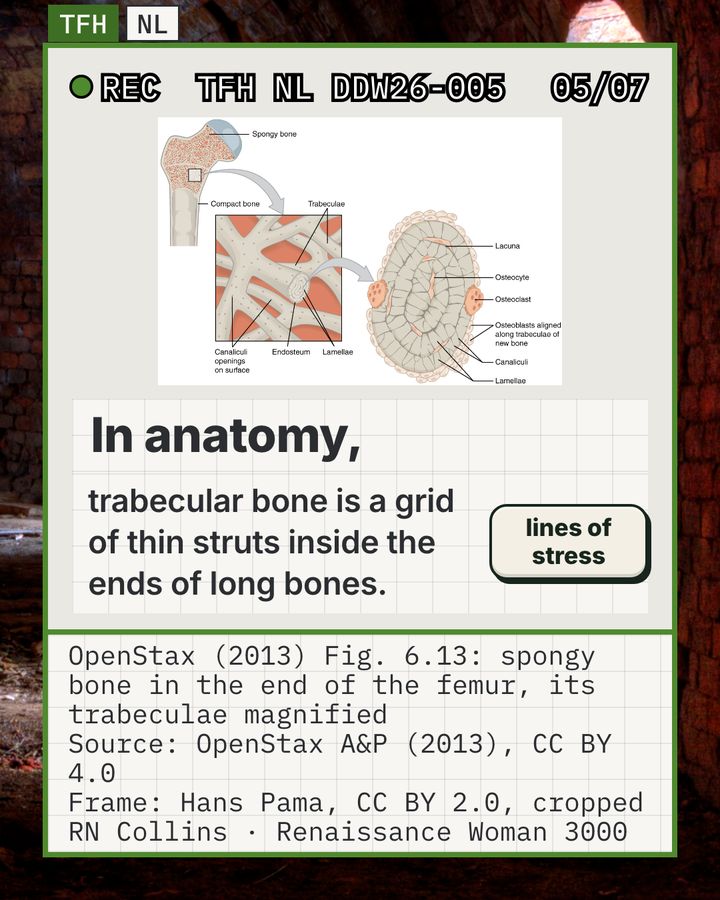 TFH NL
REC TFH NL DDW26-005 05/07
Spongy bone
Compact bone
Trabeculae
Lacuna
Osteocyte
Osteoclast
Osteoblasts aligned
along trabeculae of
new bone
Canaliculi
Lamellae
Canaliculi
openings
on surface
Endosteum
Lamellae
In anatomy,
trabecular bone is a grid
of thin struts inside the
ends of long bones.
lines of
stress
OpenStax (2013) Fig. 6.13: spongy
bone in the end of the femur, its
trabeculae magnified
Source: OpenStax A&P (2013), CC BY
4.0
Frame: Hans Pama, CC BY 2.0, cropped
RN Collins · Renaissance Woman 3000